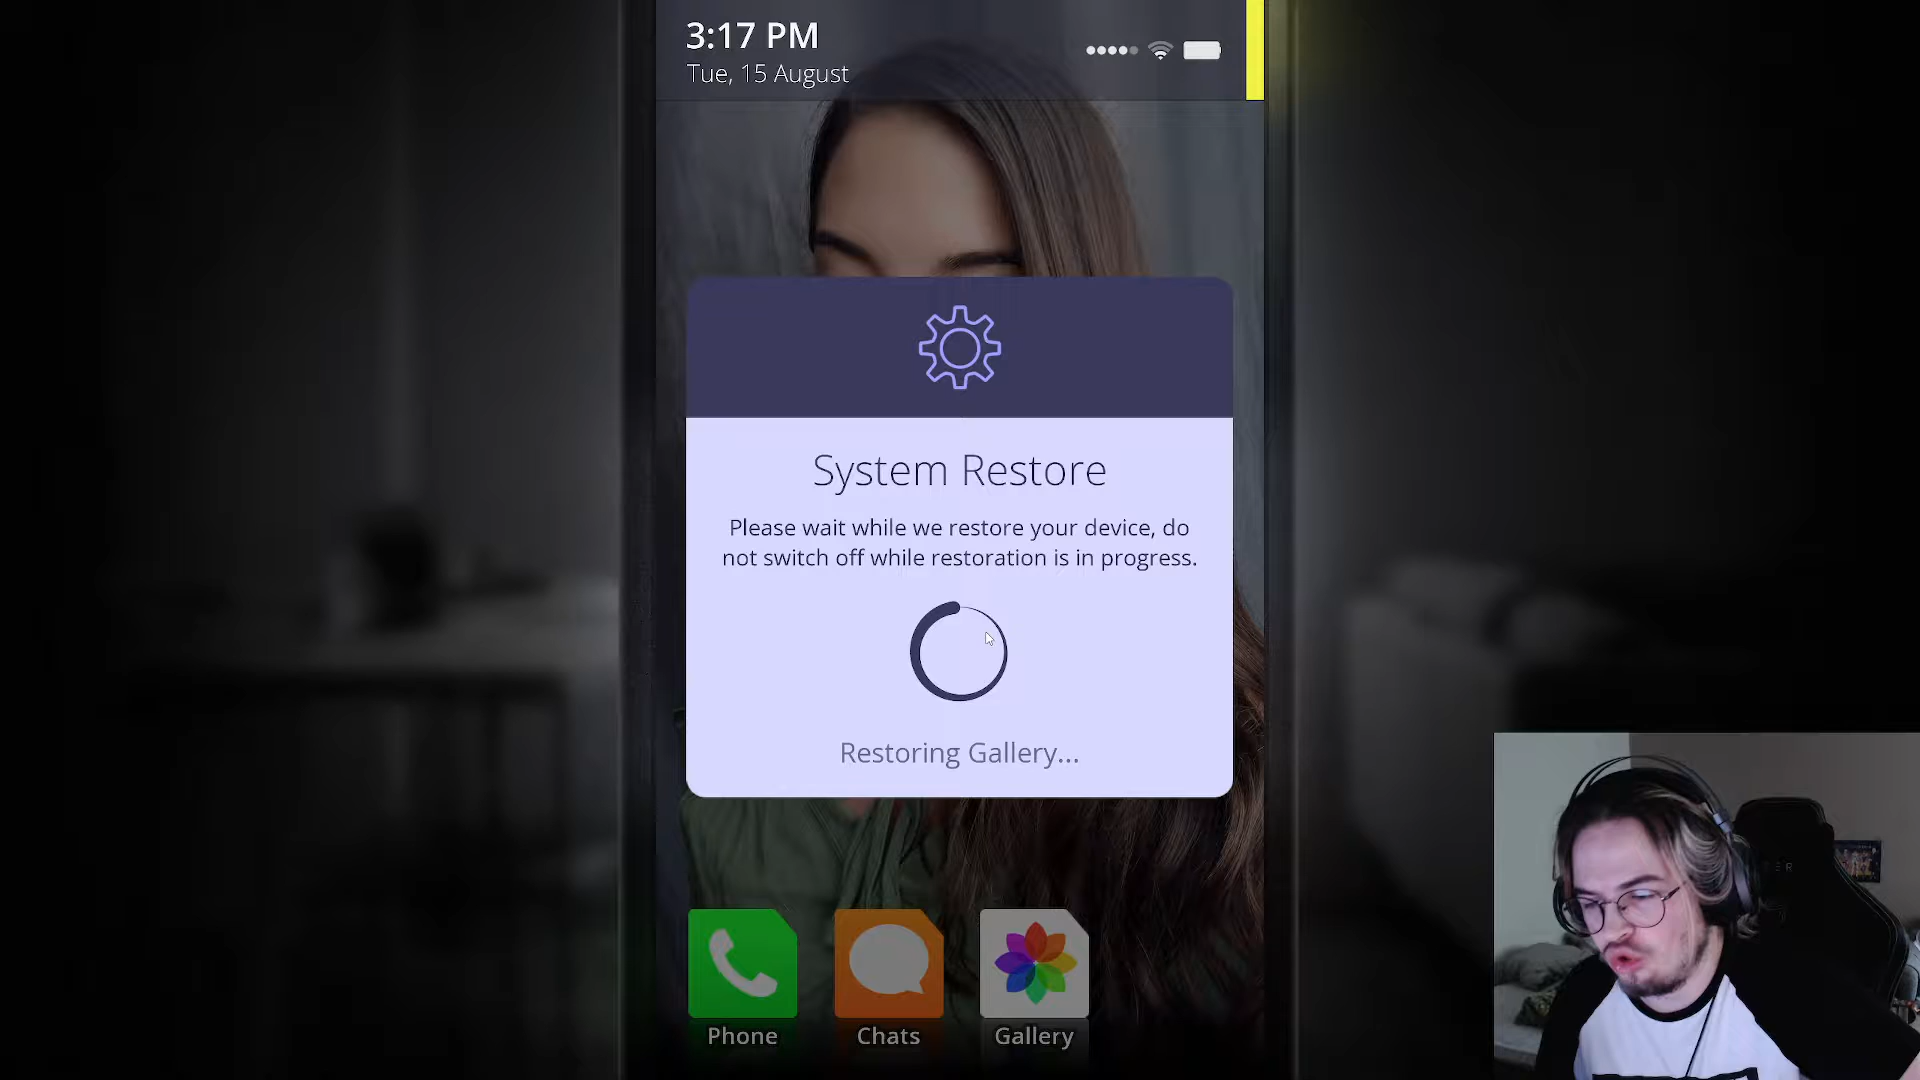 3:17 PM
Tue, 15 August
System Restore
Please wait while we restore your device, do
not switch off while restoration is in progress.
Restoring Gallery...
Phone
Chats
Gallery